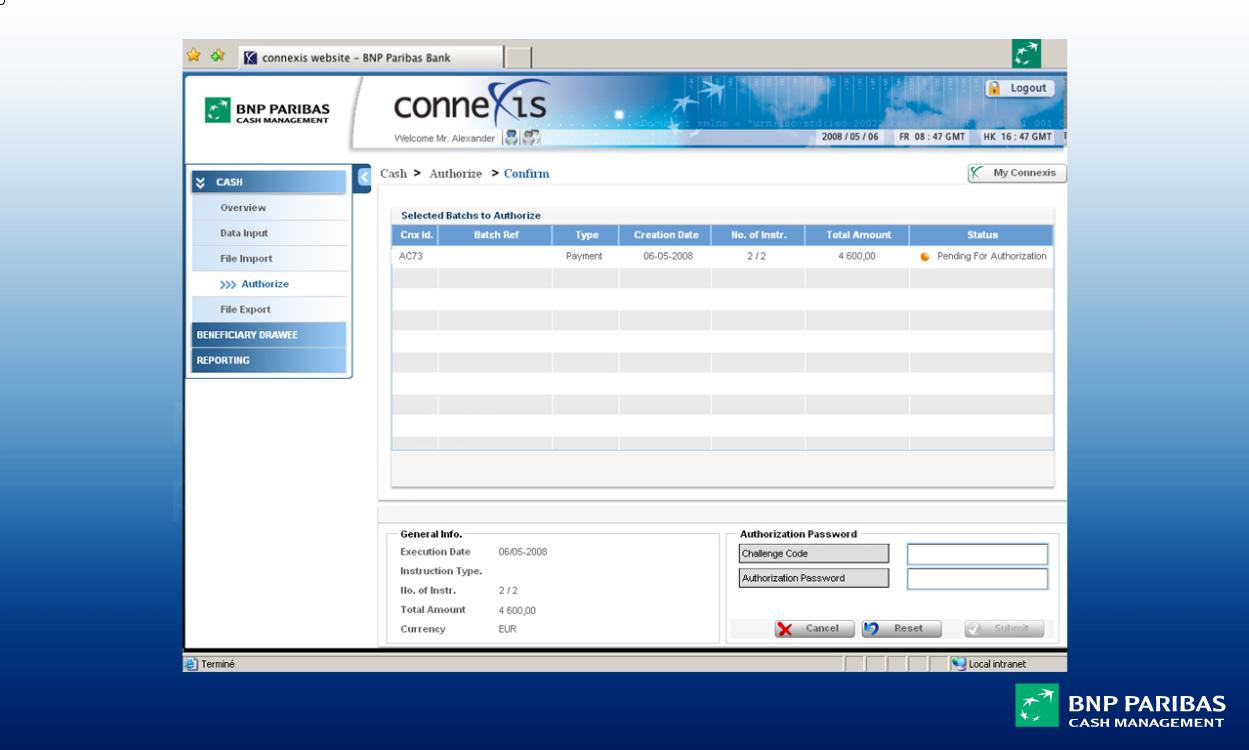 connexis website – BNP Paribas Bank
BNP PARIBAS
CASH MANAGEMENT
conneXis
Logout
Welcome Mr. Alexander
2008 / 05 / 06 FR 08 : 47 GMT HK 16 : 47 GMT
CASH
Overview
Data Input
File Import
>>> Authorize
File Export
BENEFICIARY DRAWEE
REPORTING
Cash > Authorize > Confirm
My Connexis
Selected Batchs to Authorize
Cnx Id. Batch Ref Type Creation Date No. of Instr. Total Amount Status
AC73 Payment 06-05-2008 2 / 2 4 600,00 Pending For Authorization
General Info.
Execution Date 06/05-2008
Instruction Type.
No. of Instr. 2 / 2
Total Amount 4 600,00
Currency EUR
Authorization Password
Challenge Code
Authorization Password
Cancel Reset Submit
Terminé
Local intranet
BNP PARIBAS
CASH MANAGEMENT